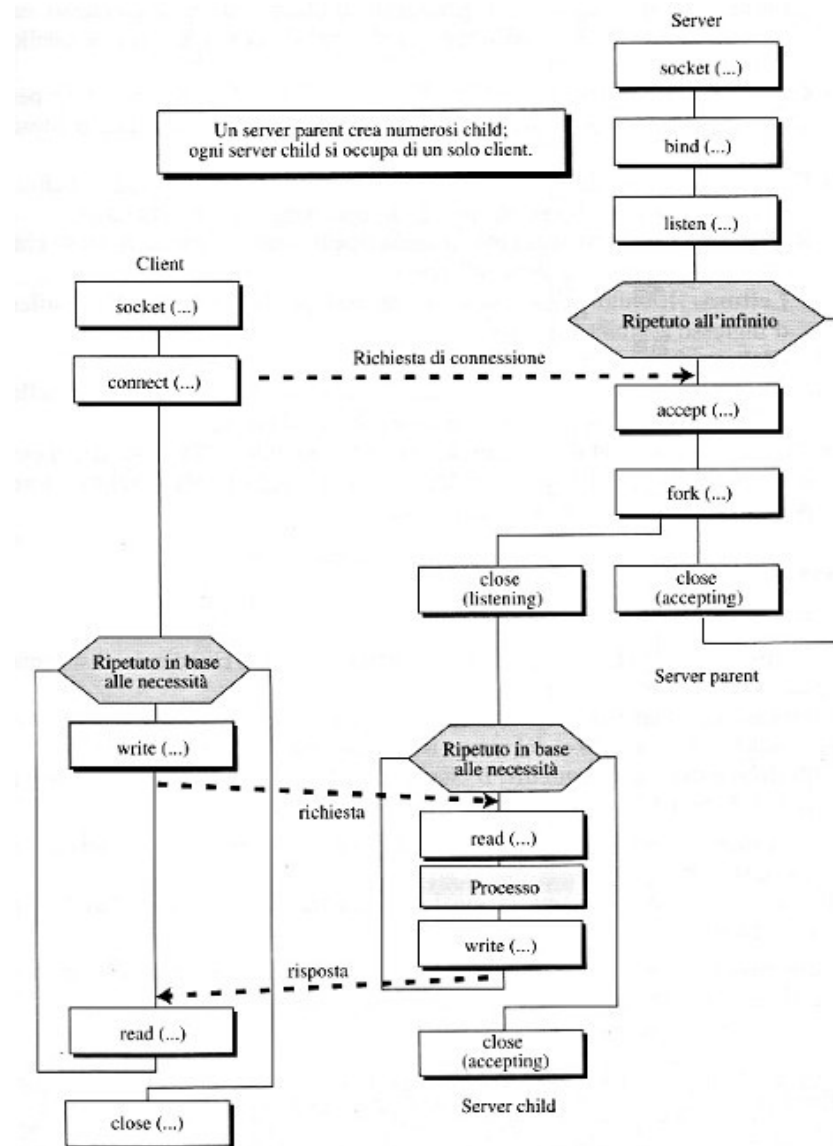 Server
socket (...)
Un server parent crea numerosi child;
ogni server child si occupa di un solo client.
bind (...)
listen (...)
Client
socket (...)
Ripetuto all'infinito
Richiesta di connessione
connect (...)
accept (...)
fork (...)
close
(listening)
close
(accepting)
Server parent
Ripetuto in base
alle necessità
write (...)
Ripetuto in base
alle necessità
richiesta
read (...)
Processo
write (...)
risposta
read (...)
close
(accepting)
Server child
close (...)